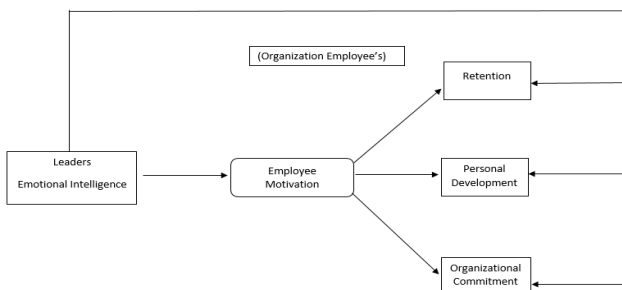 (Organization Employee's)
Retention
Leaders
Emotional Intelligence
Employee
Motivation
Personal
Development
Organizational
Commitment